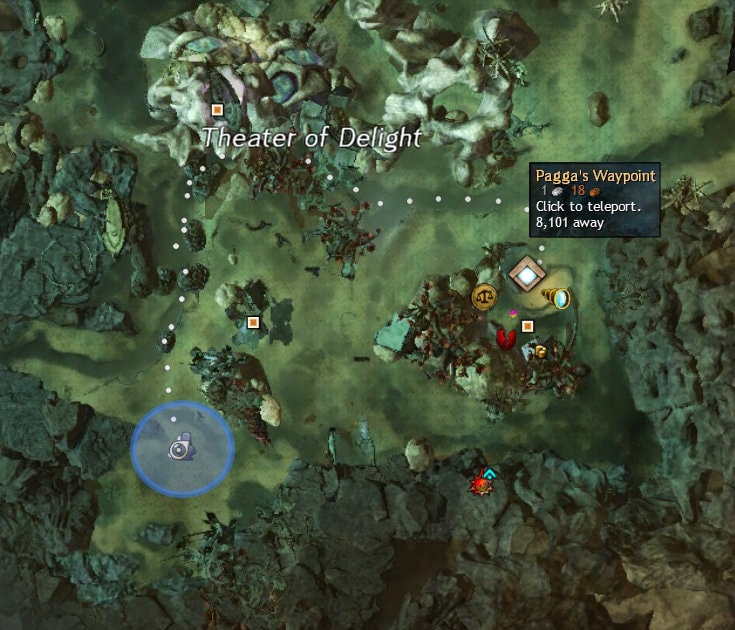 Theater of Delight
Pagga's Waypoint
1 18
Click to teleport.
8,101 away